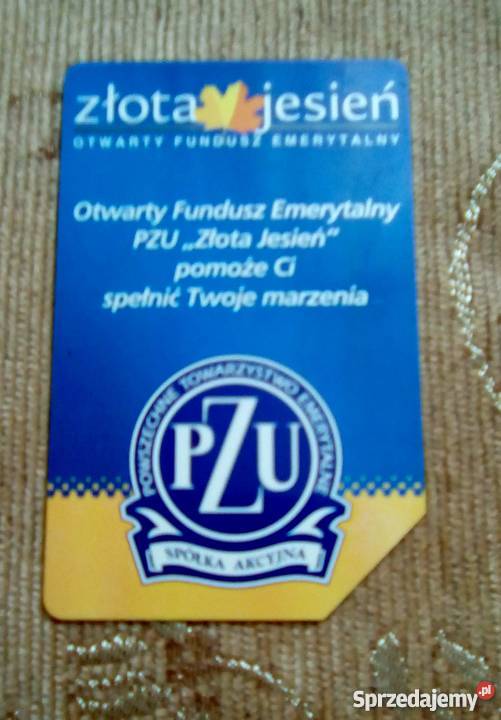 złota jesień
OTWARTY FUNDUSZ EMERYTALNY
Otwarty Fundusz Emerytalny
PZU „Złota Jesień”
pomoże Ci
spełnić Twoje marzenia
POWSZECHNE TOWARZYSTWO EMERYTALNE
PZU
SPÓŁKA AKCYJNA
Sprzedajemy.pl